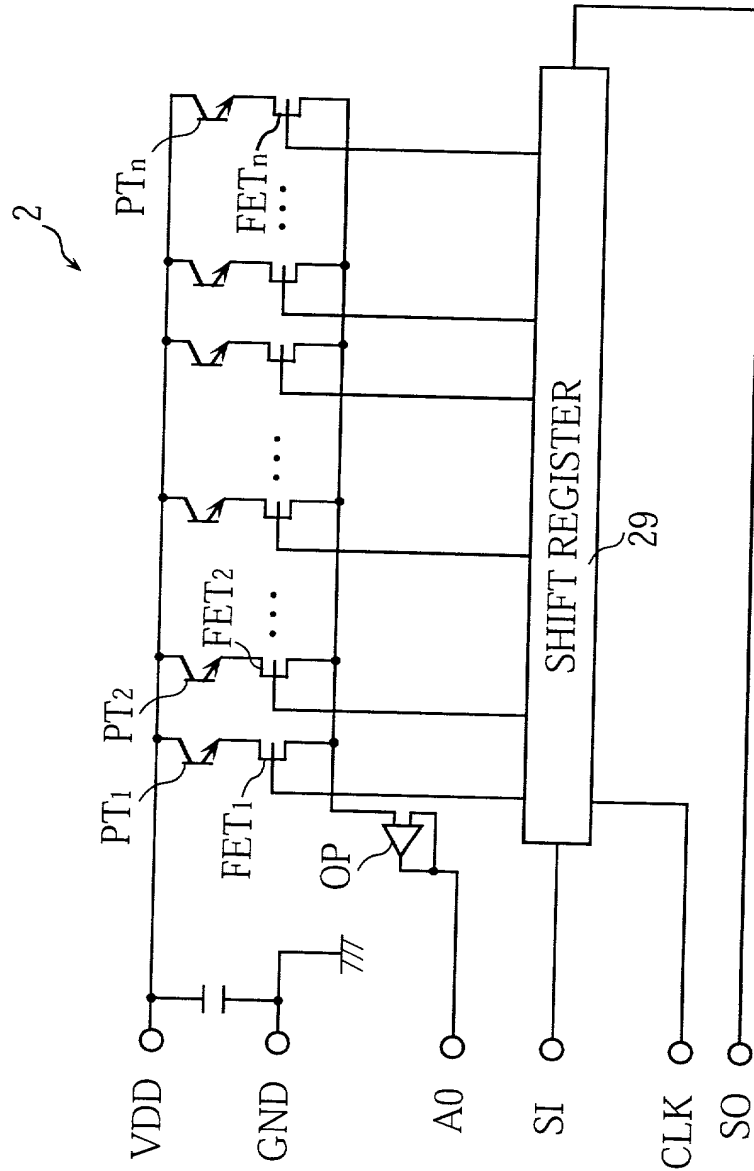 2
PT1
PT2
PTn
FET1
FET2
FETn
•••
•••
•••
OP
SHIFT REGISTER
29
VDD
GND
A0
SI
CLK
SO